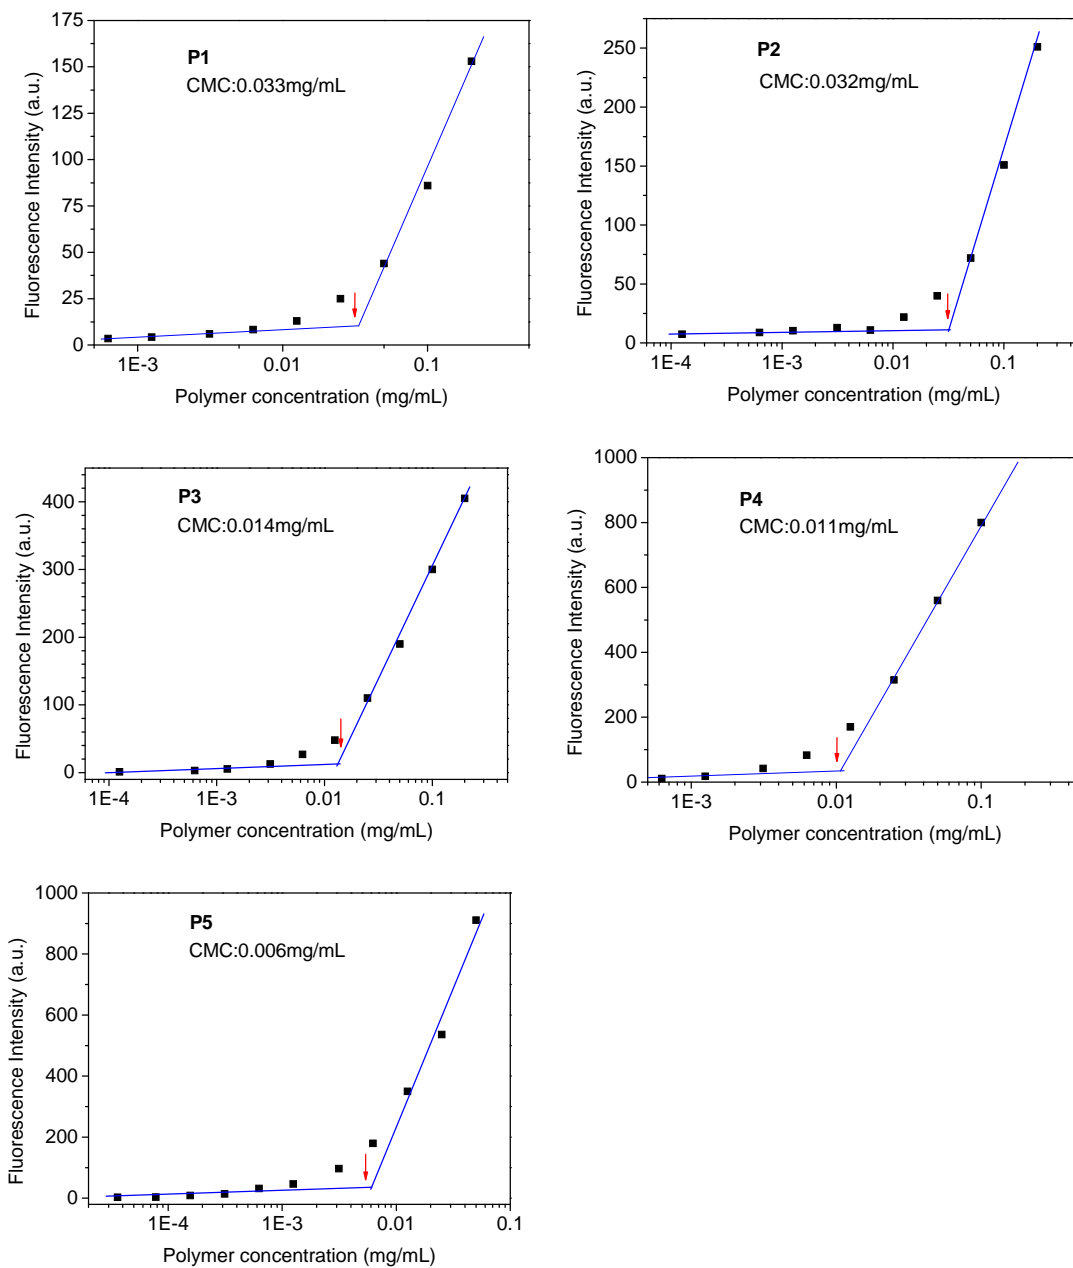 P1
CMC:0.033mg/mL
Fluorescence Intensity (a.u.)
175
150
125
100
75
50
25
0
1E-3 0.01 0.1
Polymer concentration (mg/mL)
P2
CMC:0.032mg/mL
Fluorescence Intensity (a.u.)
250
200
150
100
50
0
1E-4 1E-3 0.01 0.1
Polymer concentration (mg/mL)
P3
CMC:0.014mg/mL
Fluorescence Intensity (a.u.)
400
300
200
100
0
1E-4 1E-3 0.01 0.1
Polymer concentration (mg/mL)
P4
CMC:0.011mg/mL
Fluorescence Intensity (a.u.)
1000
800
600
400
200
0
1E-3 0.01 0.1
Polymer concentration (mg/mL)
P5
CMC:0.006mg/mL
Fluorescence Intensity (a.u.)
1000
800
600
400
200
0
1E-4 1E-3 0.01 0.1
Polymer concentration (mg/mL)